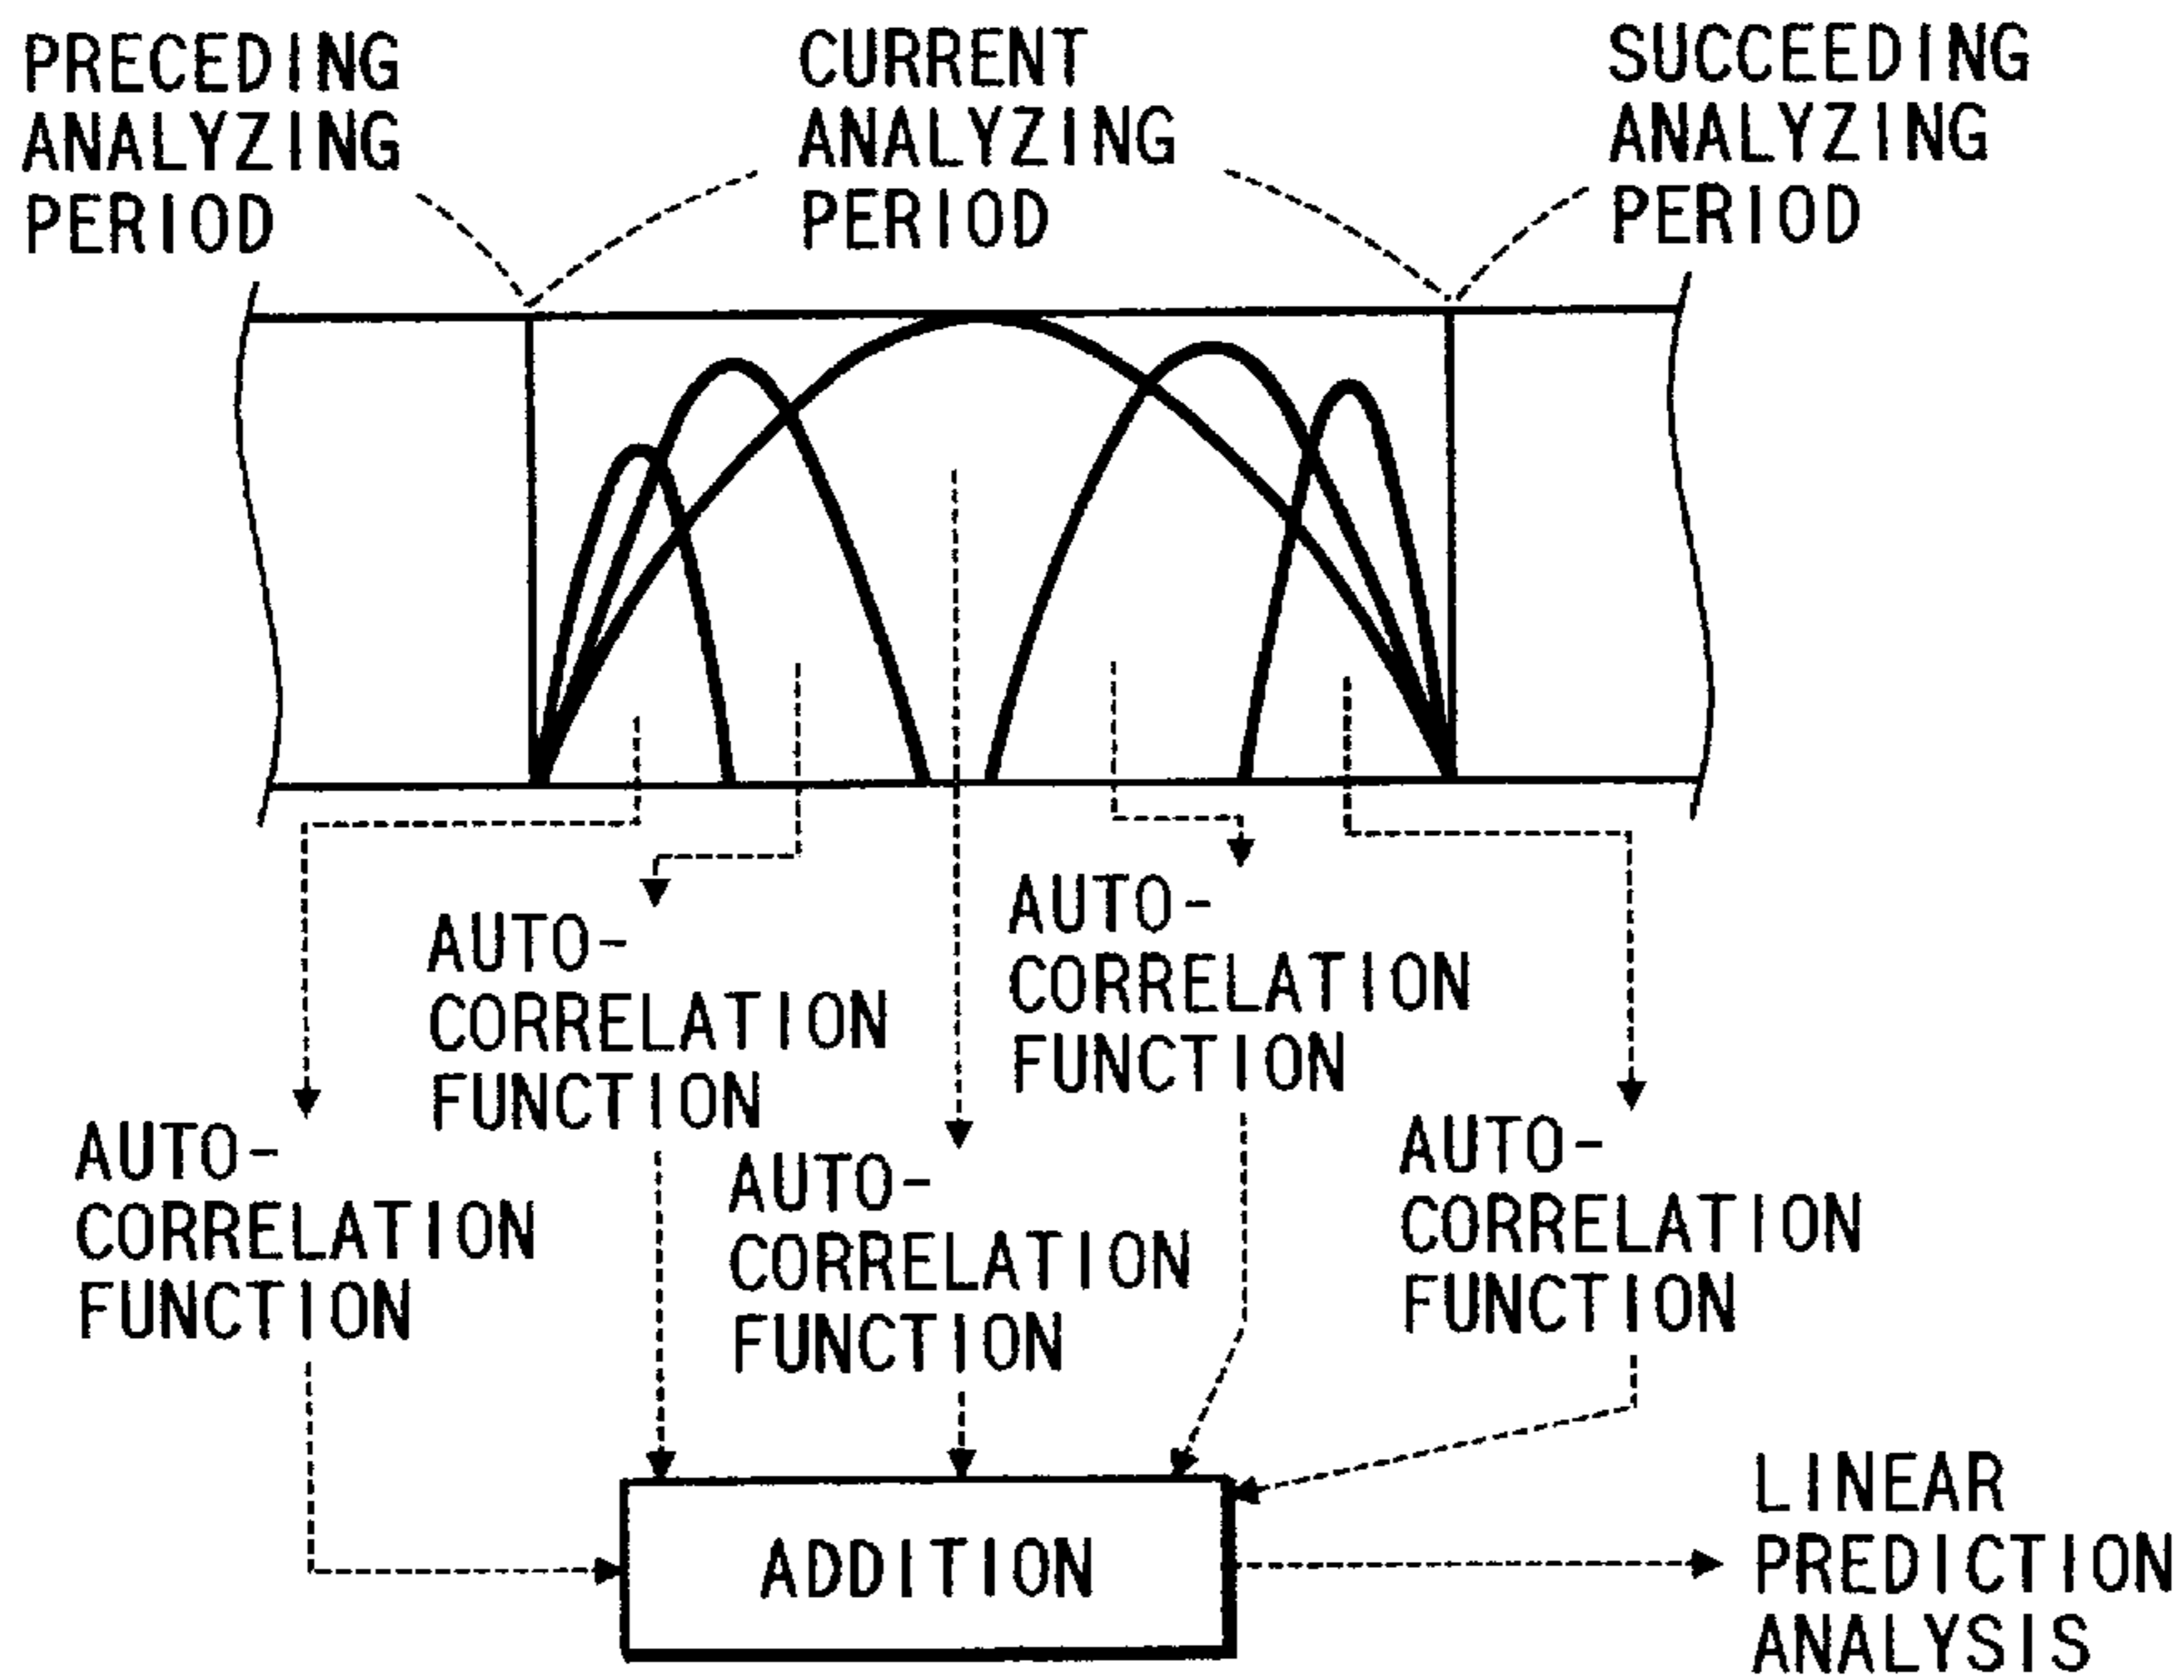 PRECEDING
ANALYZING
PERIOD
CURRENT
ANALYZING
PERIOD
SUCCEEDING
ANALYZING
PERIOD
AUTO-
CORRELATION
FUNCTION
AUTO-
CORRELATION
FUNCTION
AUTO-
CORRELATION
FUNCTION
AUTO-
CORRELATION
FUNCTION
AUTO-
CORRELATION
FUNCTION
ADDITION
LINEAR
PREDICTION
ANALYSIS